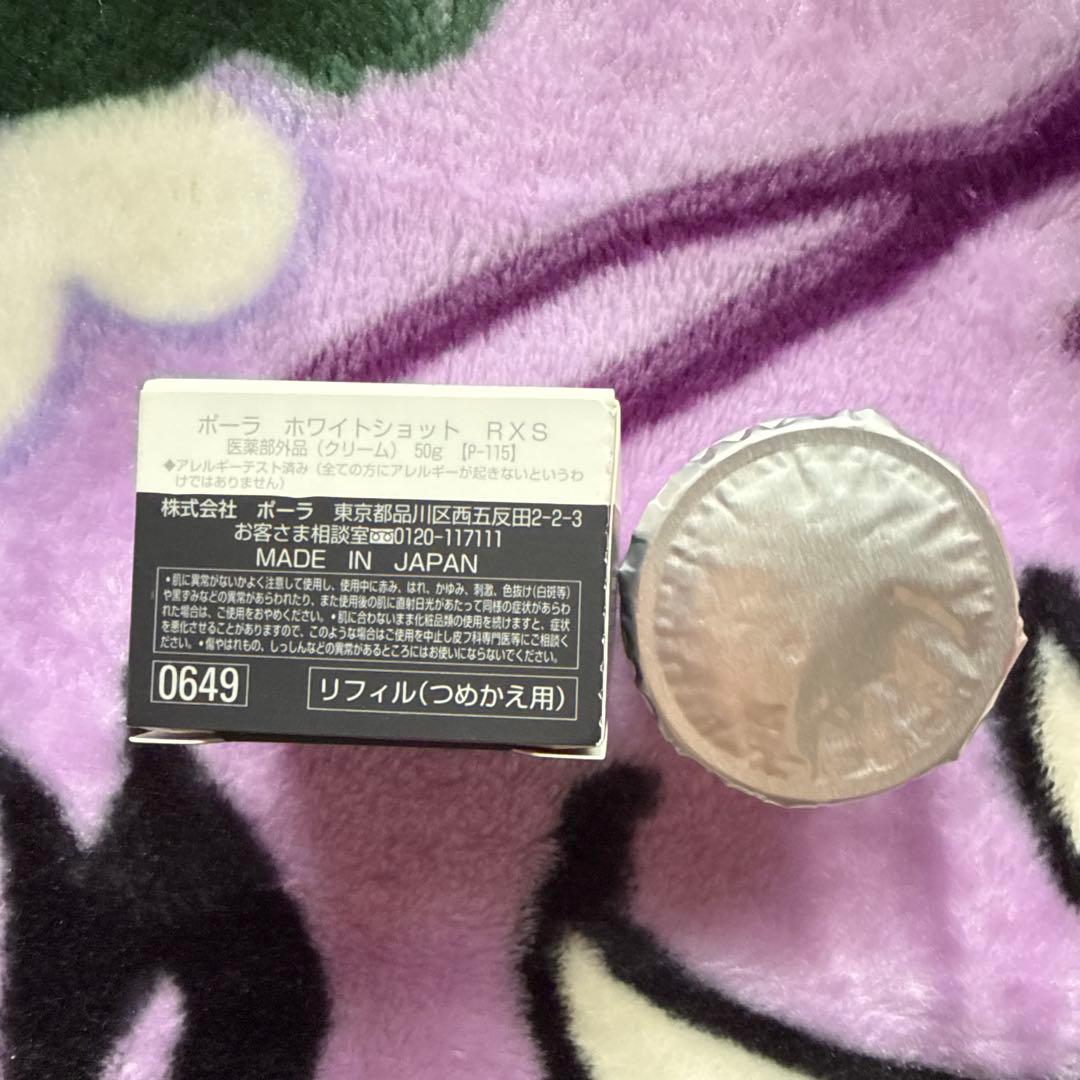 ポーラ ホワイトショット RXS
医薬部外品(クリーム) 50g 【P-115】
◆アレルギーテスト済み(全ての方にアレルギーが起きないというわ
けではありません)
株式会社 ポーラ 東京都品川区西五反田2-2-3
お客さま相談室 0120-117111
MADE IN JAPAN
•肌に異常がないかよく注意して使用し、使用中に赤み、はれ、かゆみ、刺激、色抜け(白斑等)
や黒ずみなどの異常があらわれたり、また使用後の肌に直射日光があたって同様の症状があらわ
れた場合は、ご使用をおやめください。•肌に合わないまま化粧品類の使用を続けますと、症状
を悪化させることがありますので、このような場合はご使用を中止し皮フ科専門医等にご相談く
ださい。•傷やはれもの、しっしんなどの異常があるところにはお使いにならないでください。
0649
リフィル(つめかえ用)